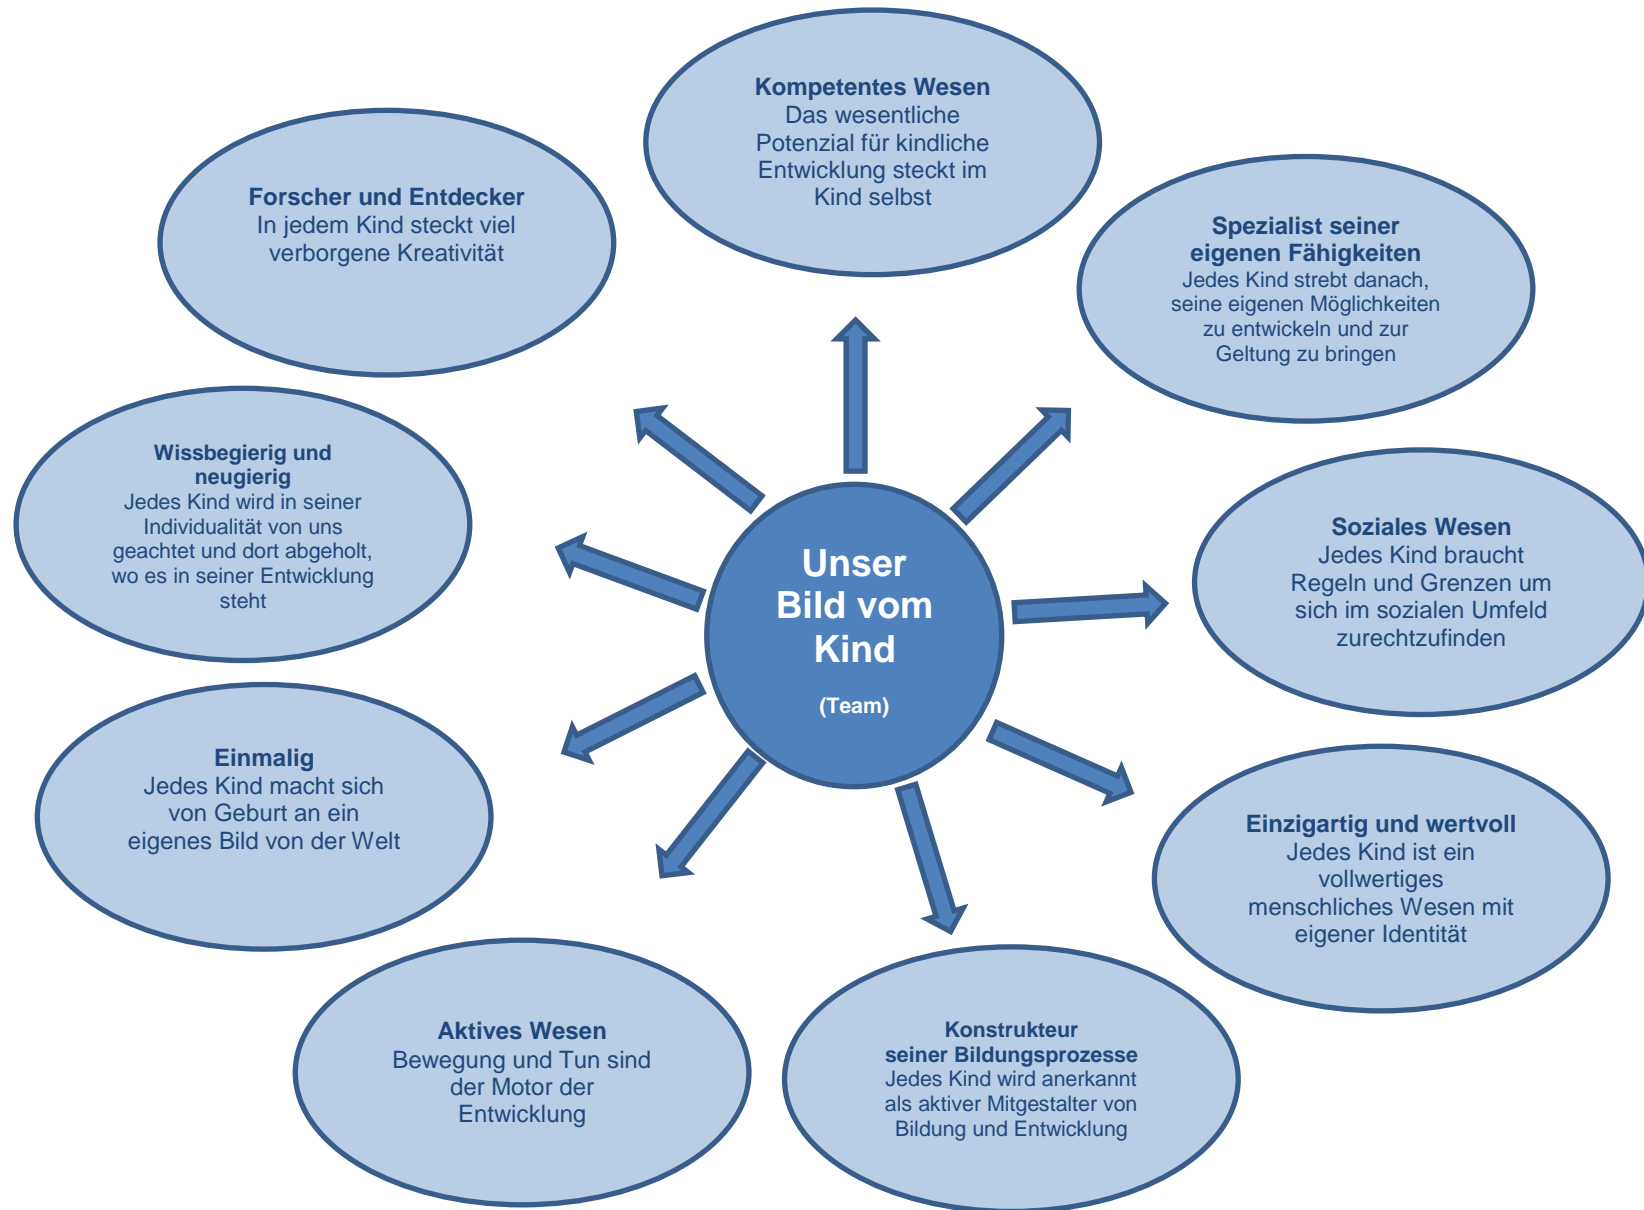 Kompetentes Wesen
Das wesentliche
Potenzial für kindliche
Entwicklung steckt im
Kind selbst
Forscher und Entdecker
In jedem Kind steckt viel
verborgene Kreativität
Spezialist seiner
eigenen Fähigkeiten
Jedes Kind strebt danach,
seine eigenen Möglichkeiten
zu entwickeln und zur
Geltung zu bringen
Wissbegierig und
neugierig
Jedes Kind wird in seiner
Individualität von uns
geachtet und dort abgeholt,
wo es in seiner Entwicklung
steht
Unser
Bild vom
Kind
(Team)
Soziales Wesen
Jedes Kind braucht
Regeln und Grenzen um
sich im sozialen Umfeld
zurechtzufinden
Einmalig
Jedes Kind macht sich
von Geburt an ein
eigenes Bild von der Welt
Einzigartig und wertvoll
Jedes Kind ist ein
vollwertiges
menschliches Wesen mit
eigener Identität
Aktives Wesen
Bewegung und Tun sind
der Motor der
Entwicklung
Konstrukteur
seiner Bildungsprozesse
Jedes Kind wird anerkannt
als aktiver Mitgestalter von
Bildung und Entwicklung